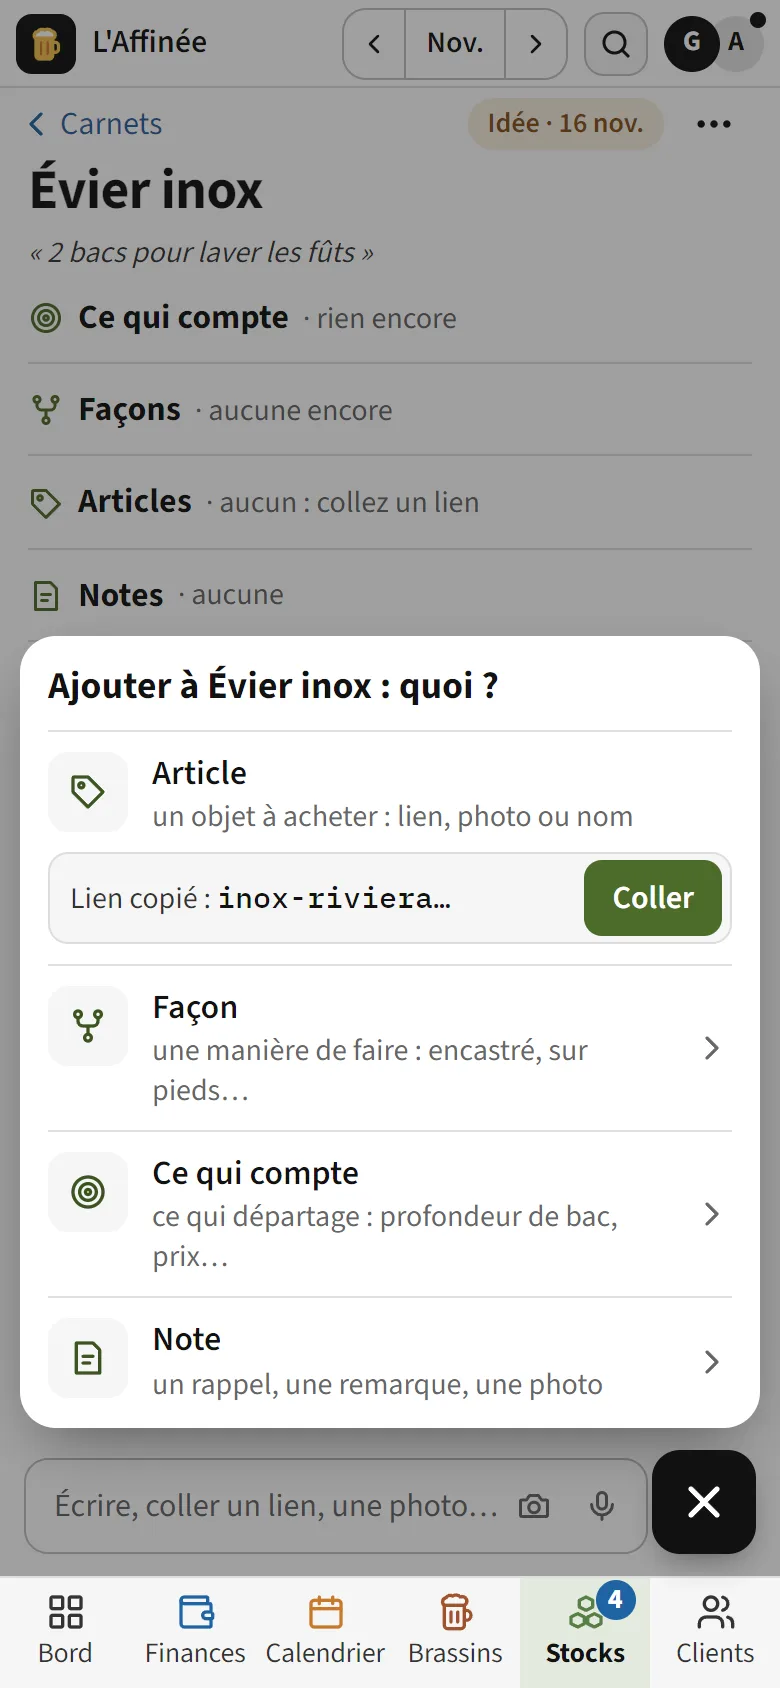 L'Affinée
Nov.
G
A
Carnets
Idée · 16 nov.
Évier inox
« 2 bacs pour laver les fûts »
Ce qui compte · rien encore
Façons · aucune encore
Articles · aucun : collez un lien
Notes · aucune
Ajouter à Évier inox : quoi ?
Article
un objet à acheter : lien, photo ou nom
Lien copié : inox-riviera…
Coller
Façon
une manière de faire : encastré, sur
pieds…
Ce qui compte
ce qui départage : profondeur de bac,
prix…
Note
un rappel, une remarque, une photo
Écrire, coller un lien, une photo…
4
Bord
Finances
Calendrier
Brassins
Stocks
Clients